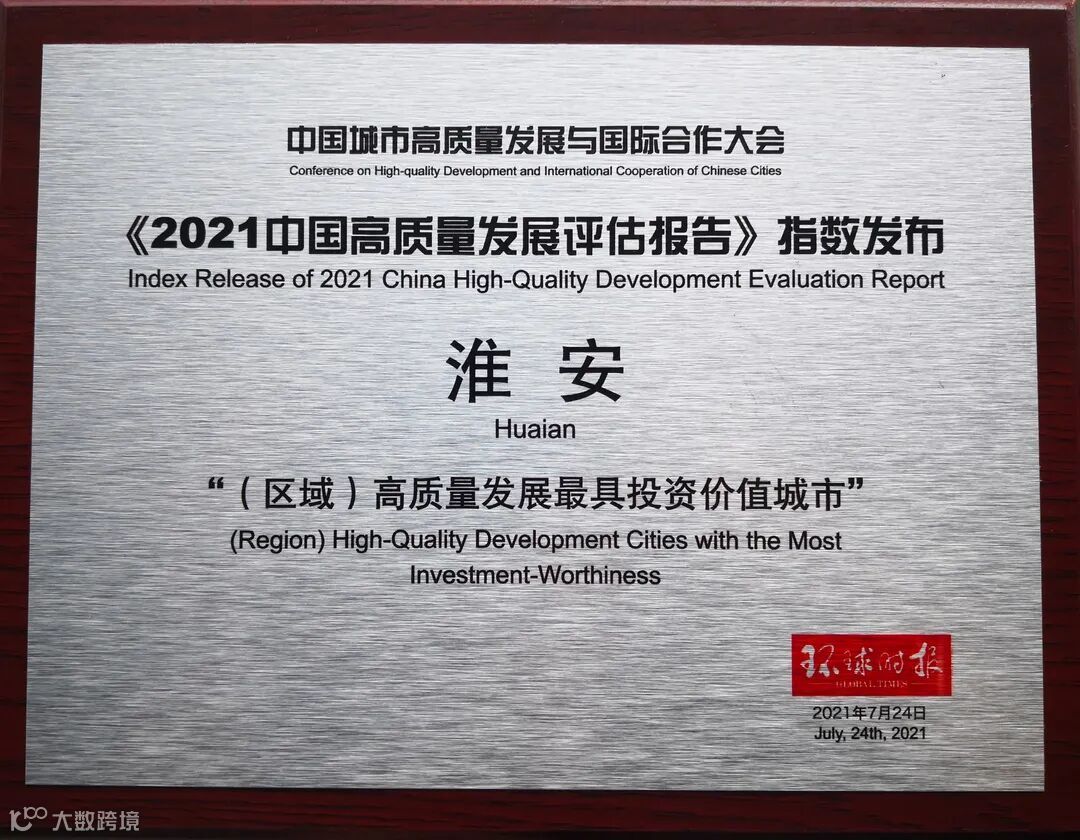 中国城市高质量发展与国际合作大会
Conference on High-quality Development and International Cooperation of Chinese Cities
《2021中国高质量发展评估报告》指数发布
Index Release of 2021 China High-Quality Development Evaluation Report
淮 安
Huaian
“（区域）高质量发展最具投资价值城市”
(Region) High-Quality Development Cities with the Most
Investment-Worthiness
环球时报
GLOBAL TIMES
2021年7月24日
July, 24th, 2021
大数跨境